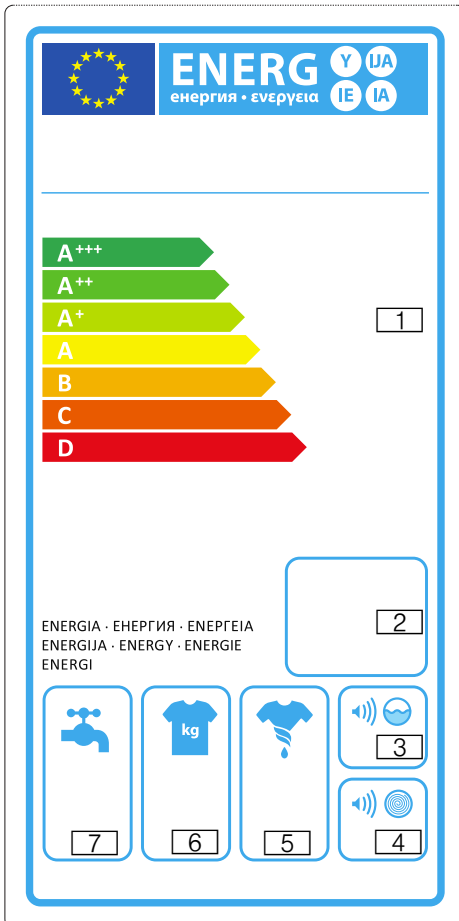 ENERG Y IJA
енергия · ενεργεια IE IA
A+++
A++
A+
1
A
B
C
D
2
ENERGIA · ЕНЕРГИЯ · ΕΝΕΡΓΕΙΑ
ENERGIJA · ENERGY · ENERGIE
ENERGI
kg
3
7 6 5 4